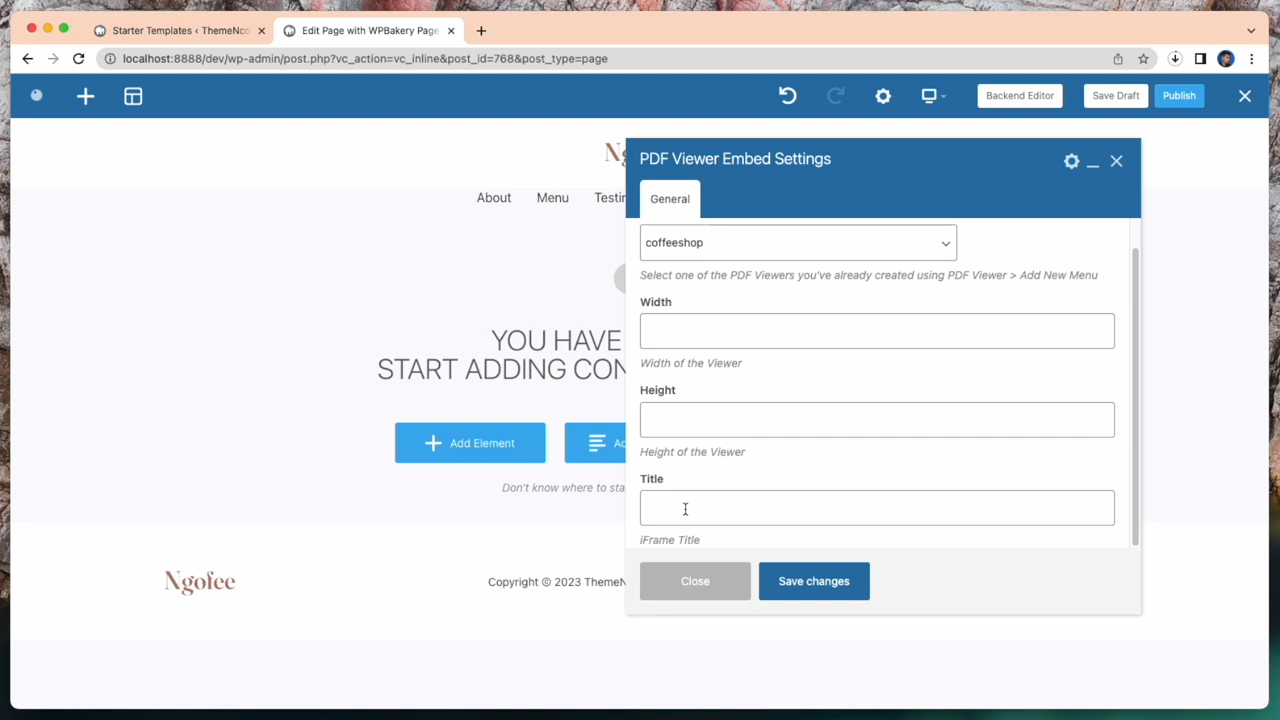 Starter Templates ‹ ThemeNco
Edit Page with WPBakery Page
localhost:8888/dev/wp-admin/post.php?vc_action=vc_inline&post_id=768&post_type=page
Backend Editor
Save Draft
Publish
Ng
About
Menu
Testi
YOU HAVE
START ADDING CON
Add Element
Ad
Don't know where to sta
PDF Viewer Embed Settings
General
coffeeshop
Select one of the PDF Viewers you've already created using PDF Viewer > Add New Menu
Width
Width of the Viewer
Height
Height of the Viewer
Title
iFrame Title
Close
Save changes
Ngofee
Copyright © 2023 ThemeN